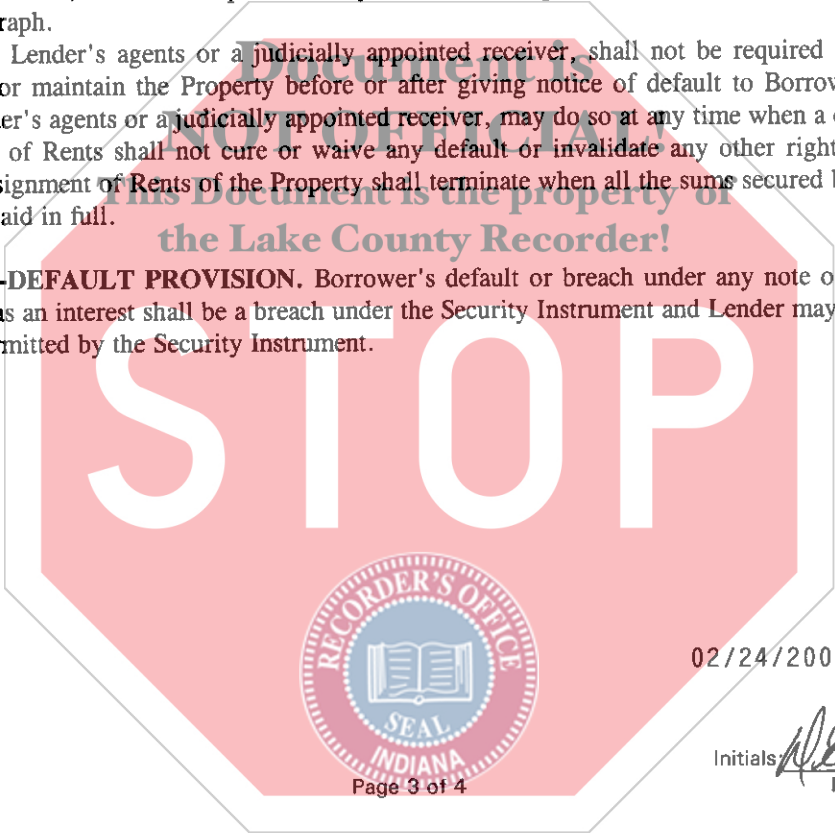 raph.
Lender's agents or a judicially appointed receiver, shall not be required
or maintain the Property before or after giving notice of default to Borrow
er's agents or a judicially appointed receiver, may do so at any time when a
of Rents shall not cure or waive any default or invalidate any other right
signment of Rents of the Property shall terminate when all the sums secured b
aid in full.
Document is
NOT OFFICIAL!
This Document is the property of
the Lake County Recorder!
-DEFAULT PROVISION. Borrower's default or breach under any note o
s an interest shall be a breach under the Security Instrument and Lender may
mitted by the Security Instrument.
STOP
RECORDER'S OFFICE
SEAL
INDIANA
02/24/200
Initials:
Page 3 of 4